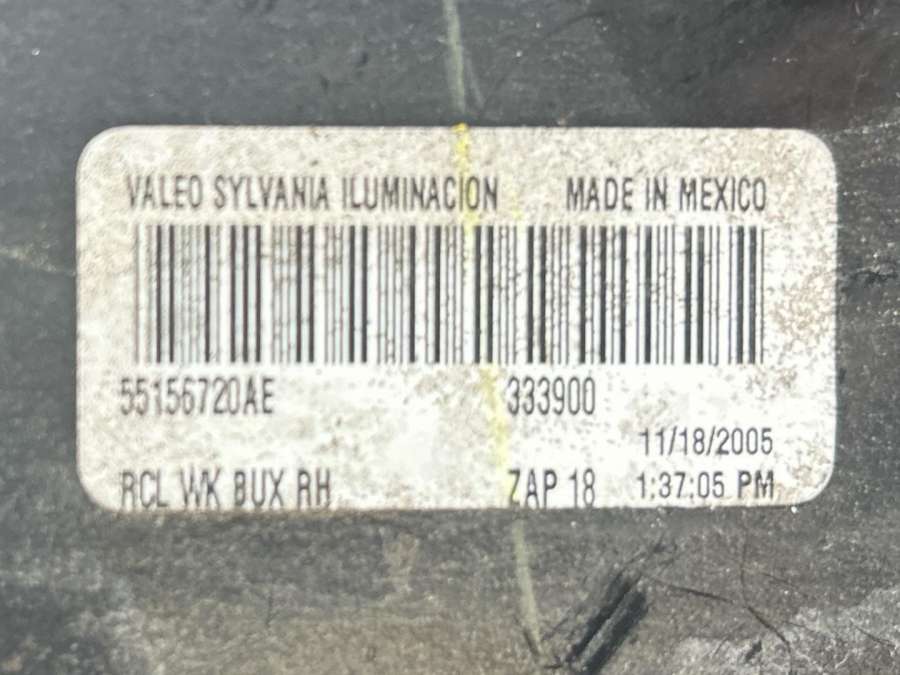 VALEO SYLVANIA ILUMINACION MADE IN MEXICO
55156720AE 333900
11/18/2005
RCL WK BUX RH ZAP 18 1:37:05 PM